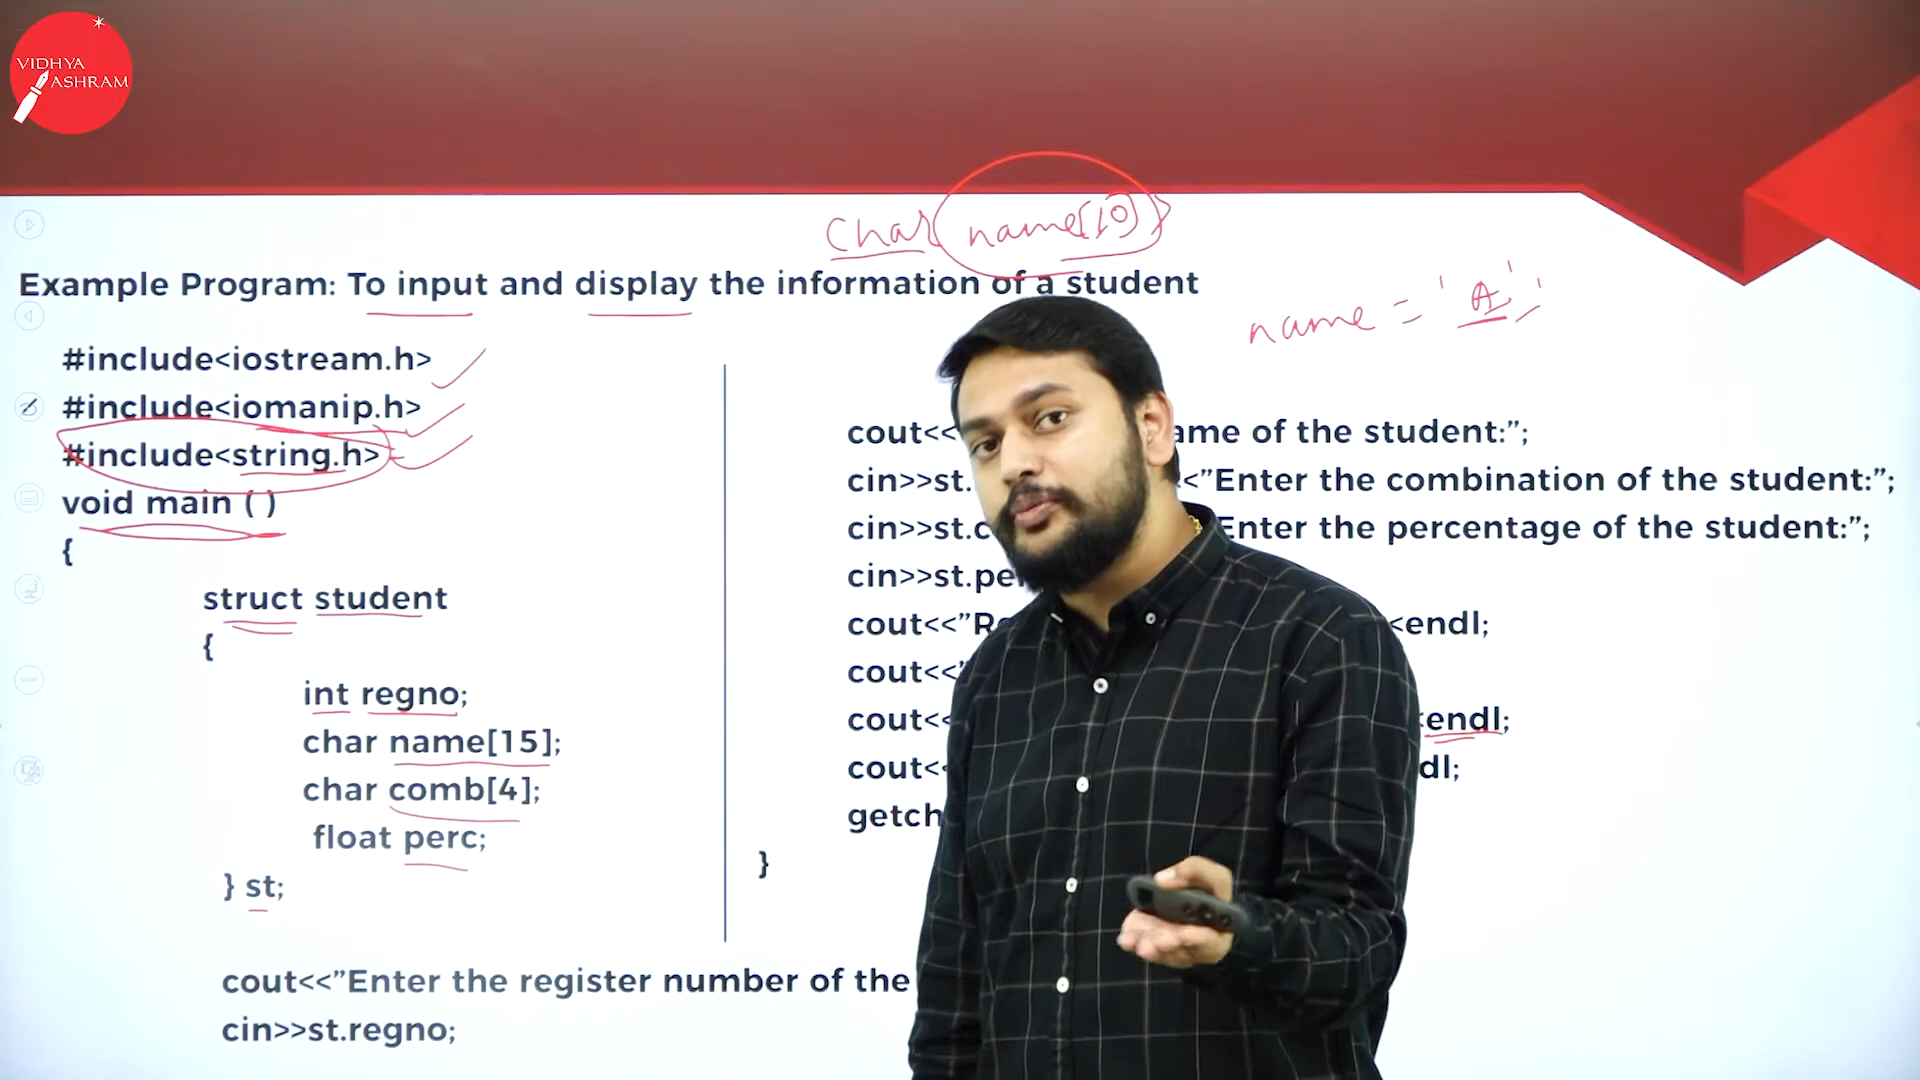 VIDHYA
ASHRAM
char name[10]
Example Program: To input and display the information of a student
name = 'A'
#include<iostream.h>
#include<iomanip.h>
#include<string.h>
void main ( )
{
struct student
{
int regno;
char name[15];
char comb[4];
float perc;
} st;
cout<<"Enter the register number of the
cin>>st.regno;
cout<< ame of the student:";
cin>>st. <"Enter the combination of the student:";
cin>>st.c Enter the percentage of the student:";
cin>>st.pe
cout<<"Re <endl;
cout<<"
cout<< <endl;
cout<< dl;
getch
}